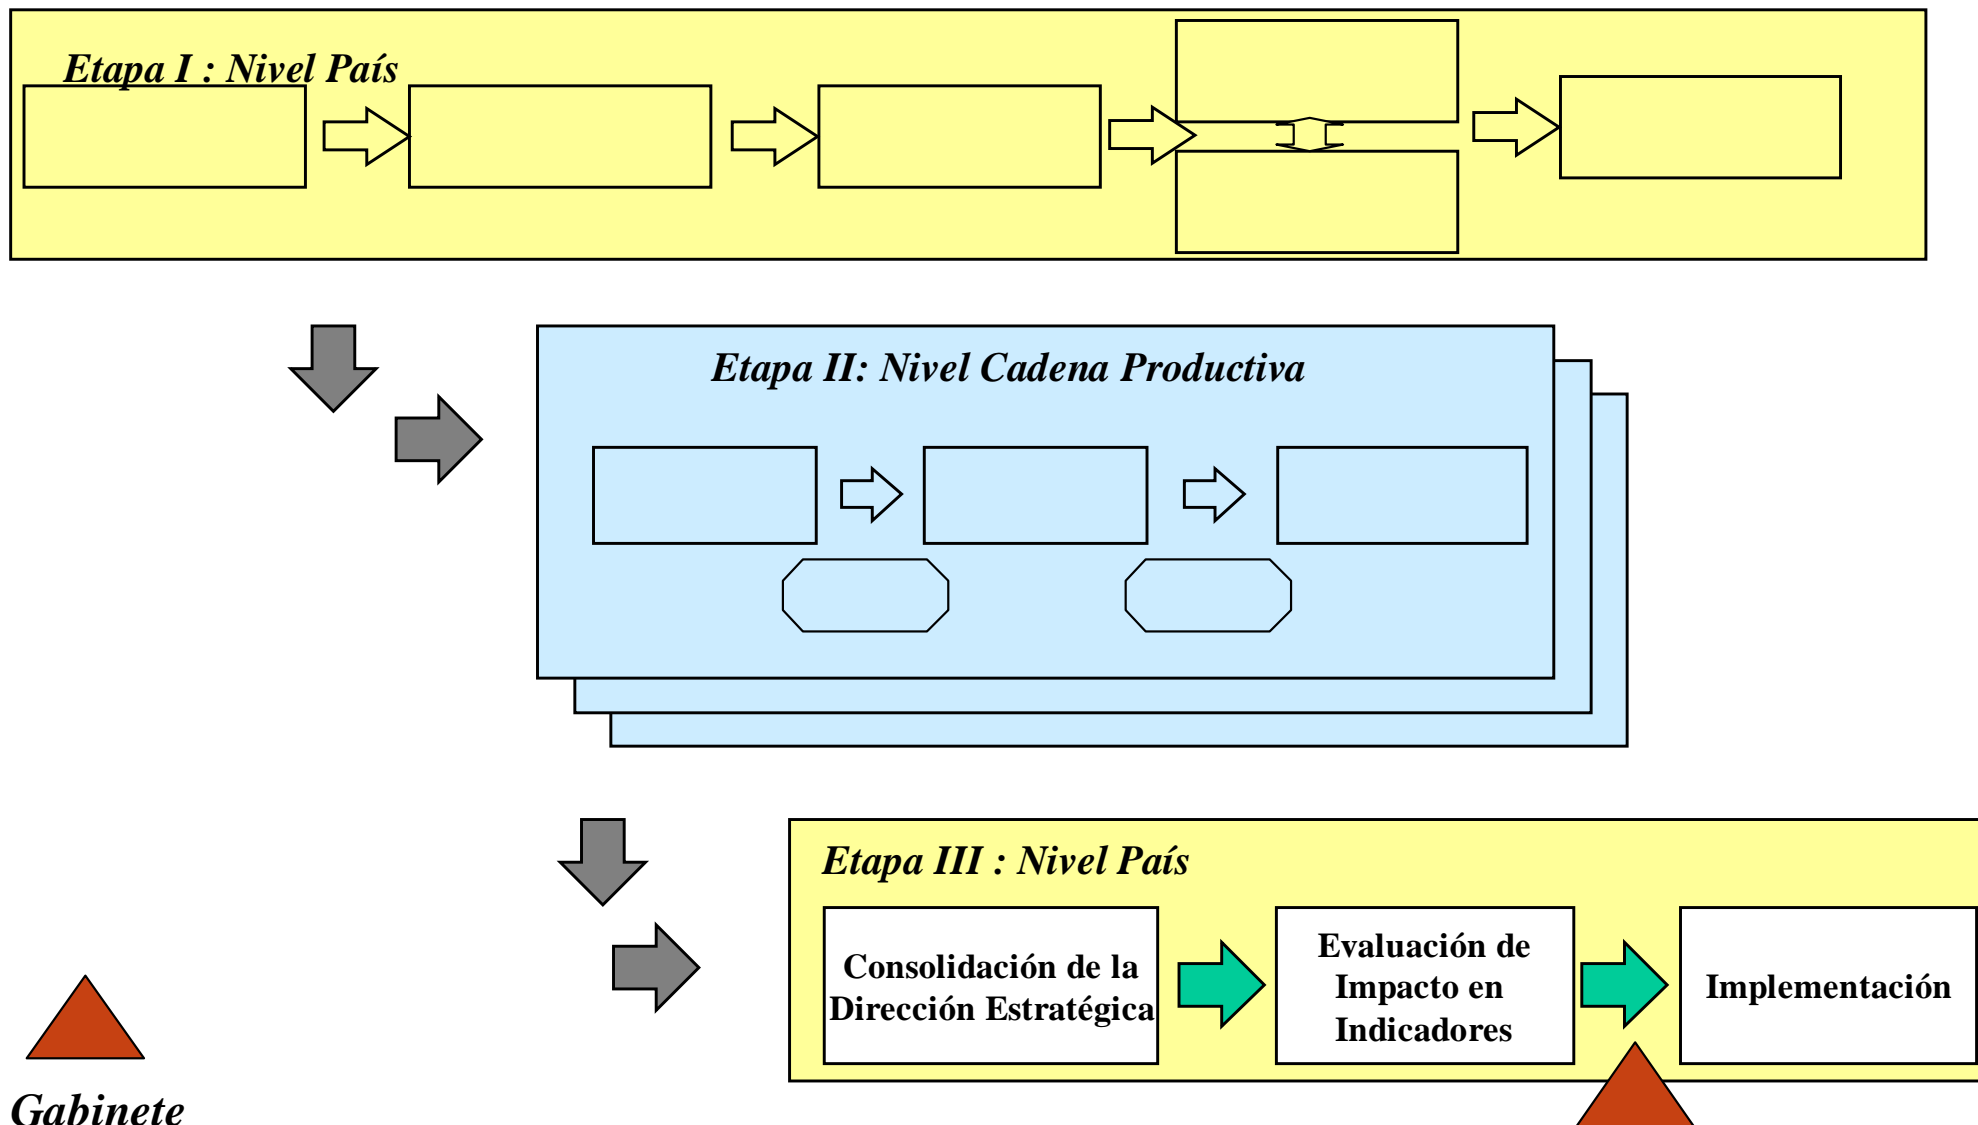 Etapa I : Nivel País
Etapa II: Nivel Cadena Productiva
Etapa III : Nivel País
Consolidación de la
Dirección Estratégica
Evaluación de
Impacto en
Indicadores
Implementación
Gabinete